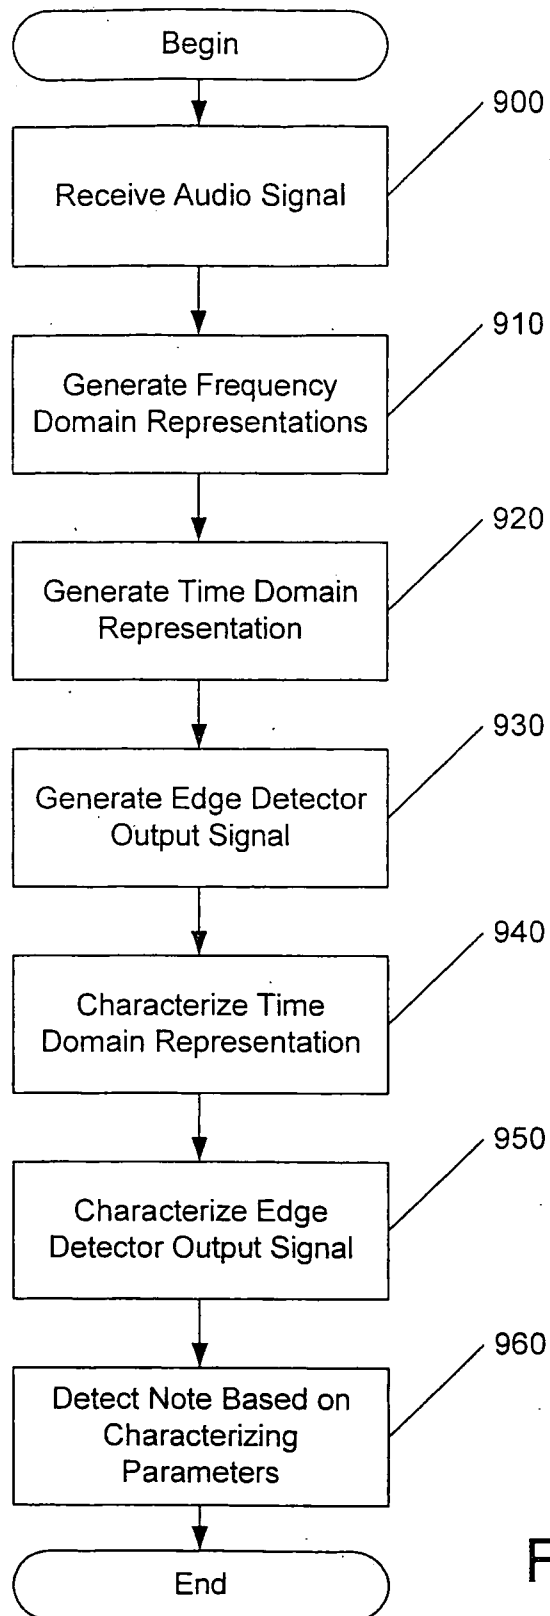 Begin
900
Receive Audio Signal
910
Generate Frequency
Domain Representations
920
Generate Time Domain
Representation
930
Generate Edge Detector
Output Signal
940
Characterize Time
Domain Representation
950
Characterize Edge
Detector Output Signal
960
Detect Note Based on
Characterizing
Parameters
End
F